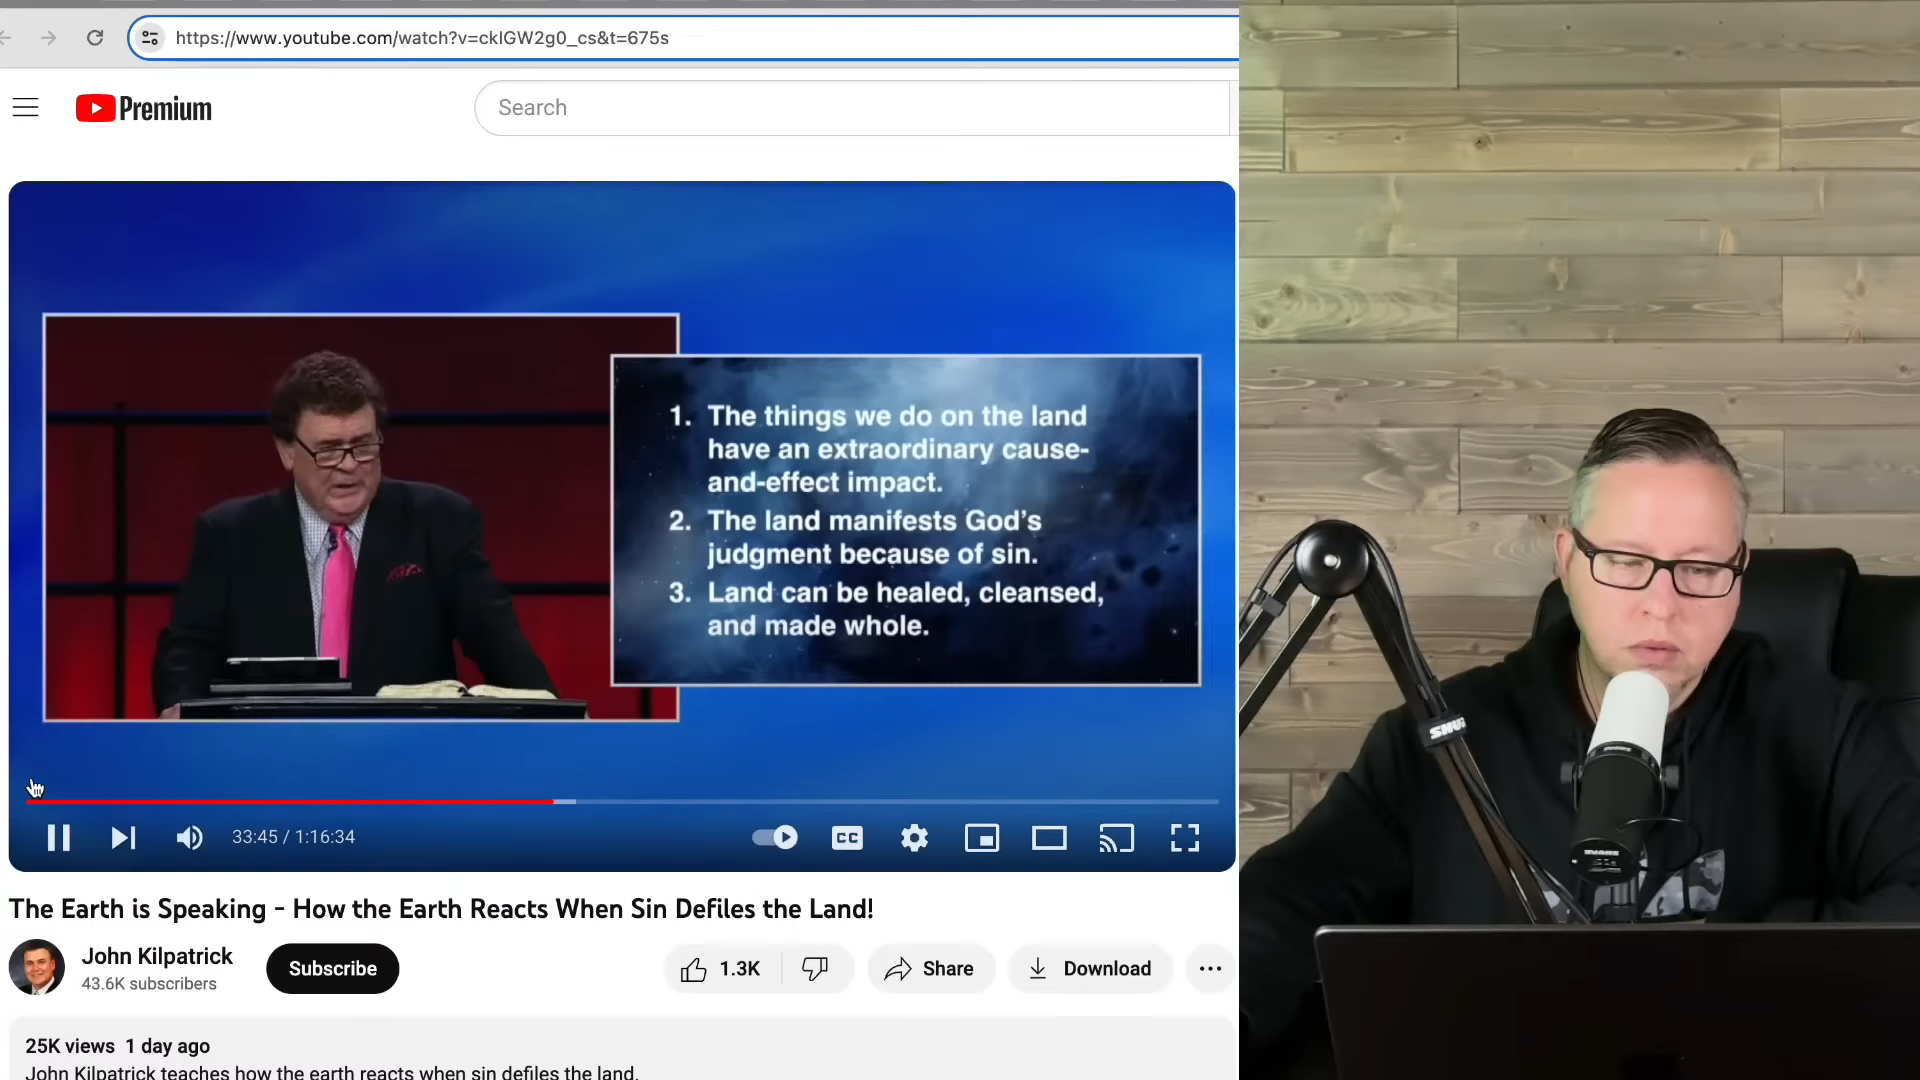 https://www.youtube.com/watch?v=cklGW2g0_cs&t=675s
Premium
Search
1. The things we do on the land
have an extraordinary cause-
and-effect impact.
2. The land manifests God's
judgment because of sin.
3. Land can be healed, cleansed,
and made whole.
33:45 / 1:16:34
CC
The Earth is Speaking - How the Earth Reacts When Sin Defiles the Land!
John Kilpatrick
43.6K subscribers
Subscribe
1.3K
Share
Download
25K views 1 day ago
John Kilpatrick teaches how the earth reacts when sin defiles the land.